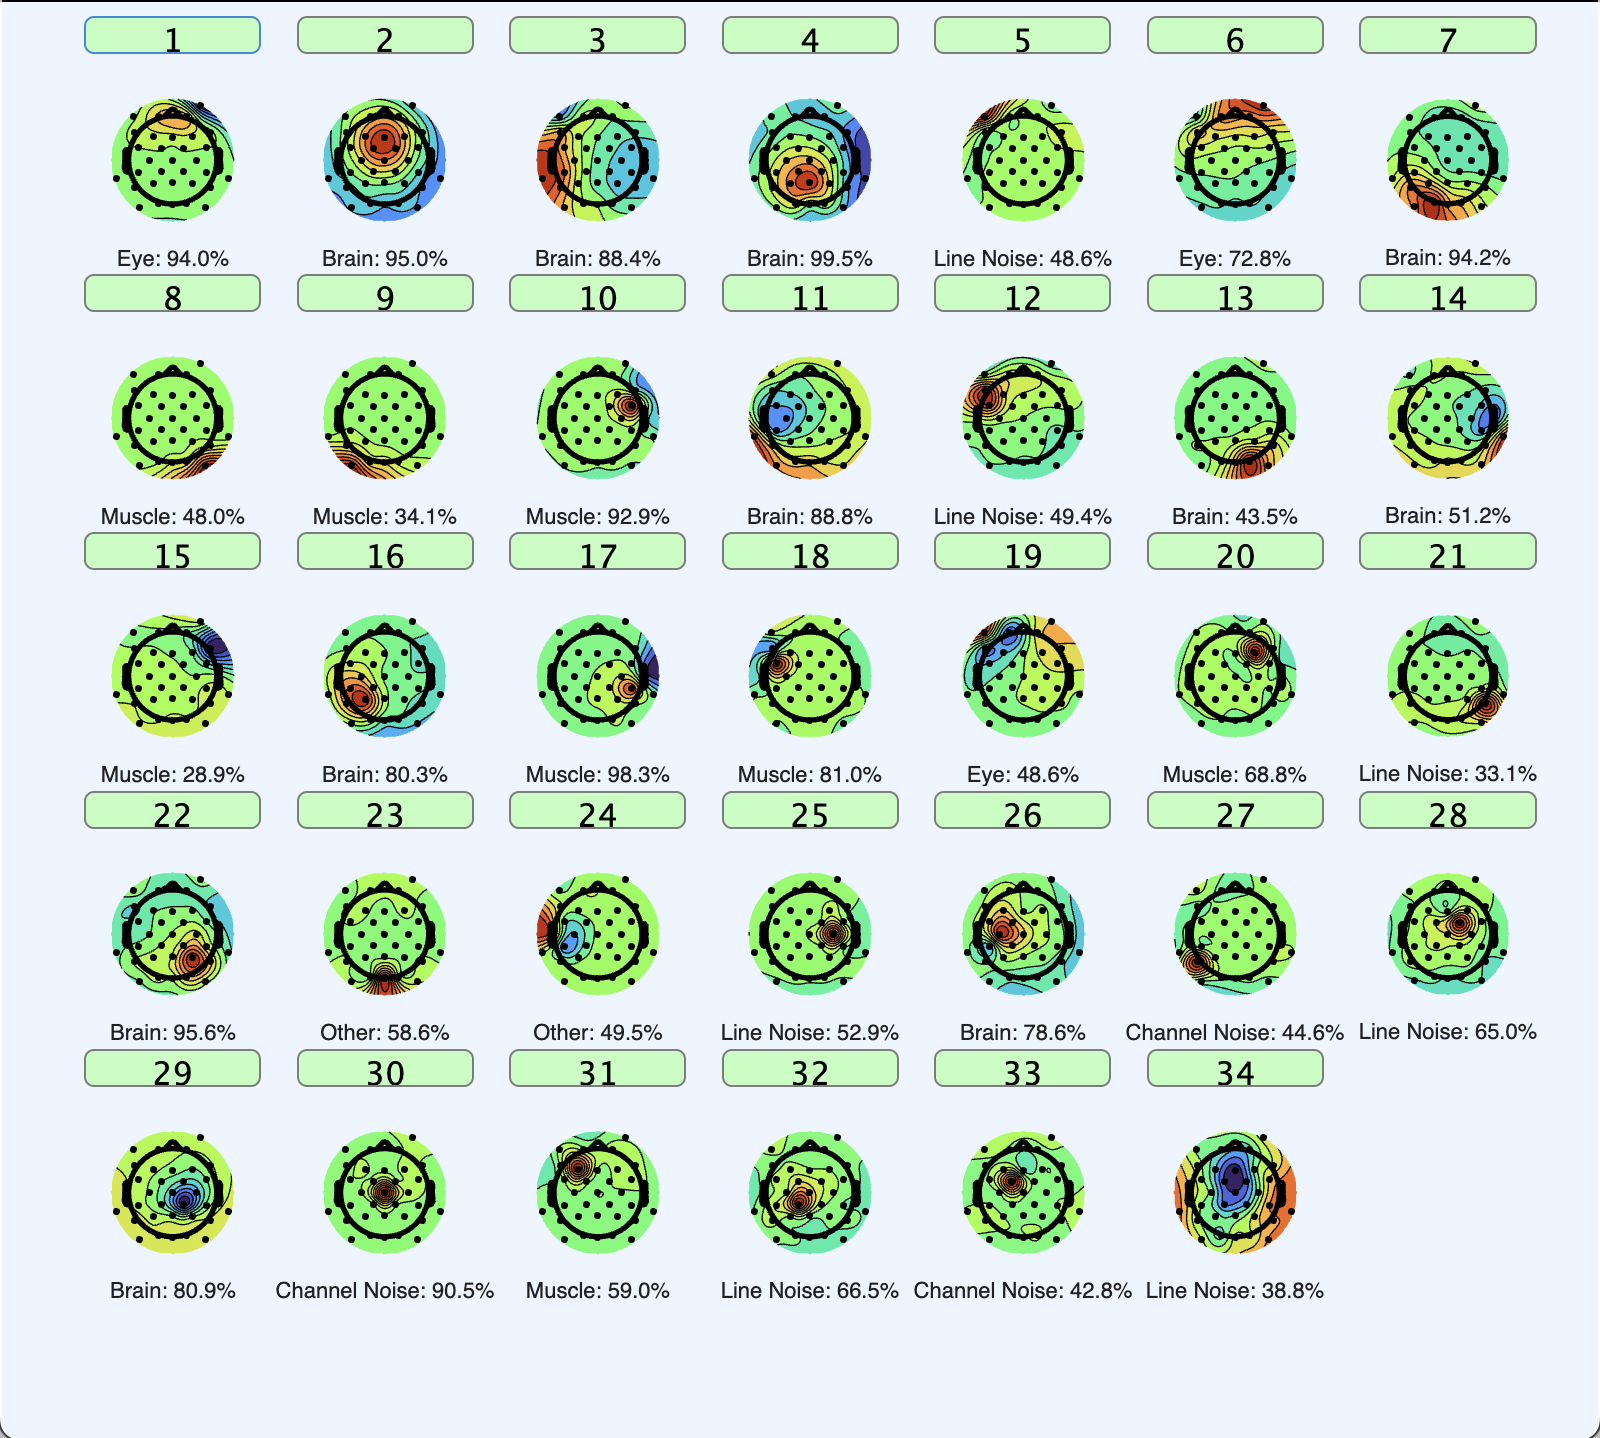 1 2 3 4 5 6 7
Eye: 94.0% Brain: 95.0% Brain: 88.4% Brain: 99.5% Line Noise: 48.6% Eye: 72.8% Brain: 94.2%
8 9 10 11 12 13 14
Muscle: 48.0% Muscle: 34.1% Muscle: 92.9% Brain: 88.8% Line Noise: 49.4% Brain: 43.5% Brain: 51.2%
15 16 17 18 19 20 21
Muscle: 28.9% Brain: 80.3% Muscle: 98.3% Muscle: 81.0% Eye: 48.6% Muscle: 68.8% Line Noise: 33.1%
22 23 24 25 26 27 28
Brain: 95.6% Other: 58.6% Other: 49.5% Line Noise: 52.9% Brain: 78.6% Channel Noise: 44.6% Line Noise: 65.0%
29 30 31 32 33 34
Brain: 80.9% Channel Noise: 90.5% Muscle: 59.0% Line Noise: 66.5% Channel Noise: 42.8% Line Noise: 38.8%